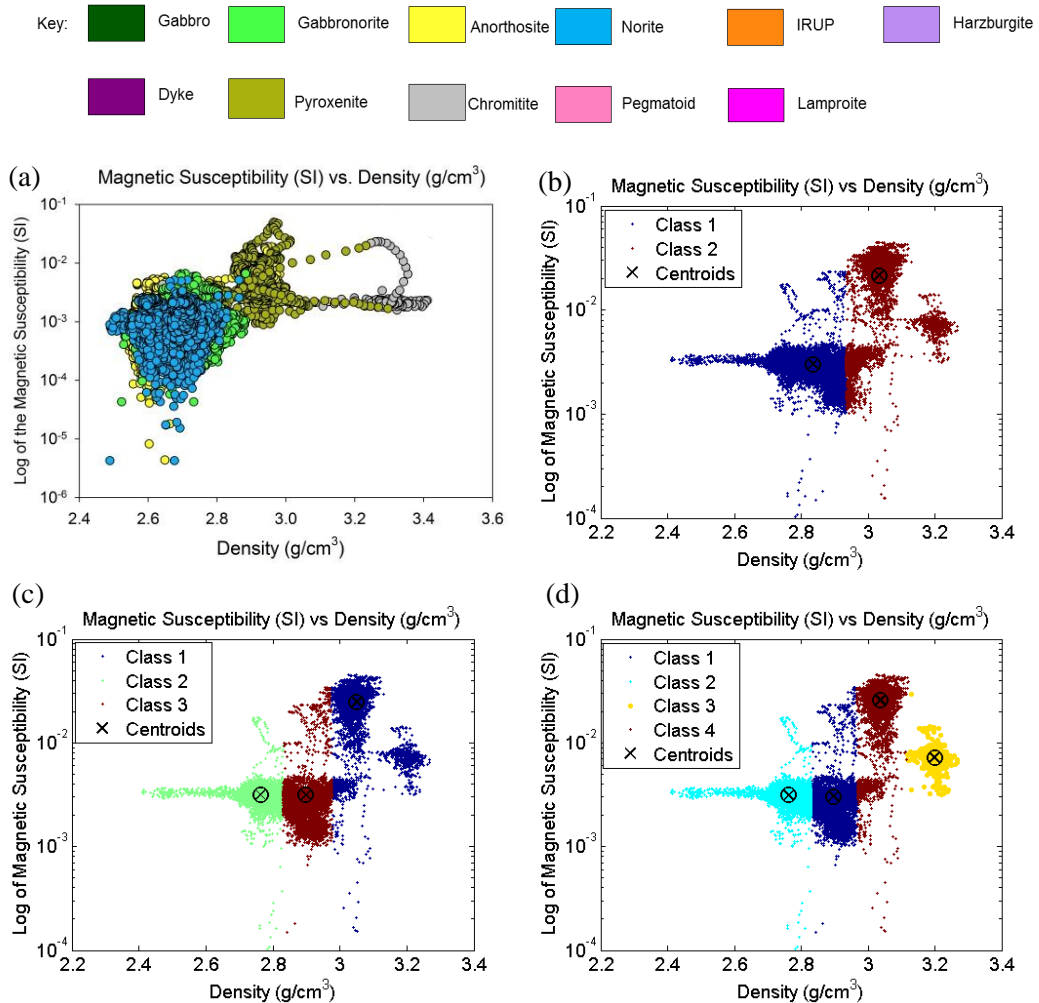 Key: Gabbro Gabbronorite Anorthosite Norite IRUP Harzburgite
Dyke Pyroxenite Chromitite Pegmatoid Lamproite
(a)
Magnetic Susceptibility (SI) vs. Density (g/cm³)
Log of the Magnetic Susceptibility (SI)
10⁻¹
10⁻²
10⁻³
10⁻⁴
10⁻⁵
10⁻⁶
2.4 2.6 2.8 3.0 3.2 3.4 3.6
Density (g/cm³)
(b)
Magnetic Susceptibility (SI) vs Density (g/cm³)
Class 1
Class 2
Centroids
Log of Magnetic Susceptibility (SI)
10⁻¹
10⁻²
10⁻³
10⁻⁴
2.2 2.4 2.6 2.8 3 3.2 3.4
Density (g/cm³)
(c)
Magnetic Susceptibility (SI) vs Density (g/cm³)
Class 1
Class 2
Class 3
Centroids
Log of Magnetic Susceptibility (SI)
10⁻¹
10⁻²
10⁻³
10⁻⁴
2.2 2.4 2.6 2.8 3 3.2 3.4
Density (g/cm³)
(d)
Magnetic Susceptibility (SI) vs Density (g/cm³)
Class 1
Class 2
Class 3
Class 4
Centroids
Log of Magnetic Susceptibility (SI)
10⁻¹
10⁻²
10⁻³
10⁻⁴
2.2 2.4 2.6 2.8 3 3.2 3.4
Density (g/cm³)